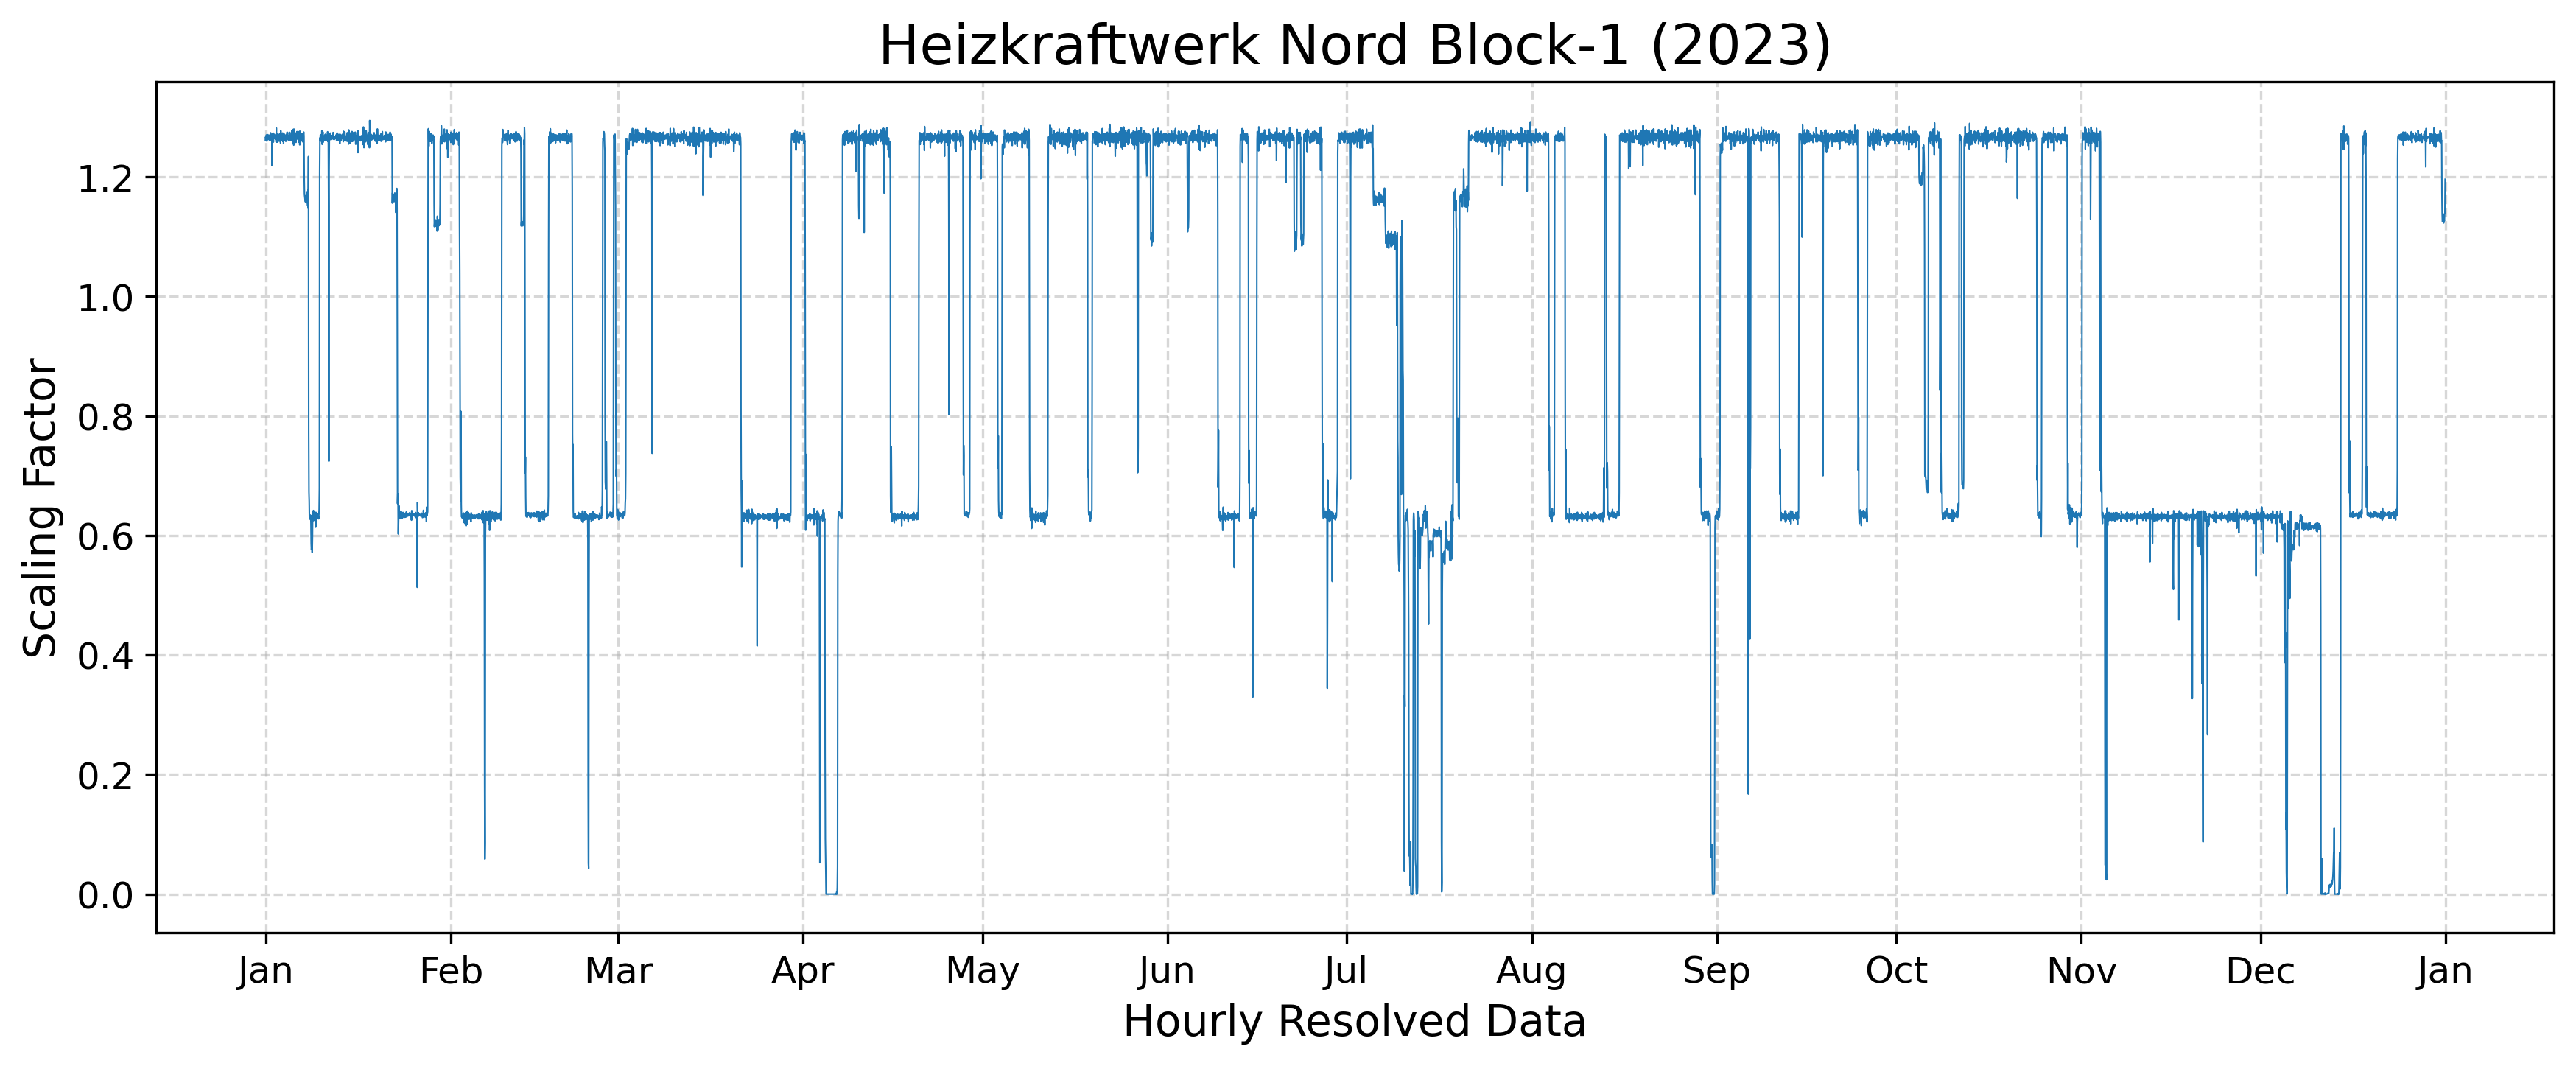 Heizkraftwerk Nord Block-1 (2023)
Scaling Factor
1.2
1.0
0.8
0.6
0.4
0.2
0.0
Jan Feb Mar Apr May Jun Jul Aug Sep Oct Nov Dec Jan
Hourly Resolved Data